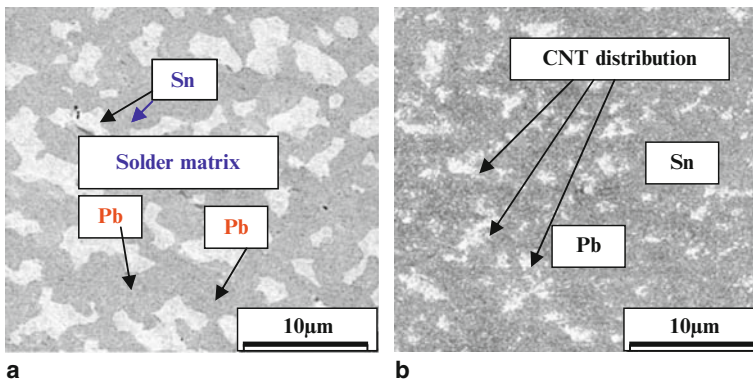 Sn
Solder matrix
Pb
Pb
10µm
a
CNT distribution
Sn
Pb
10µm
b